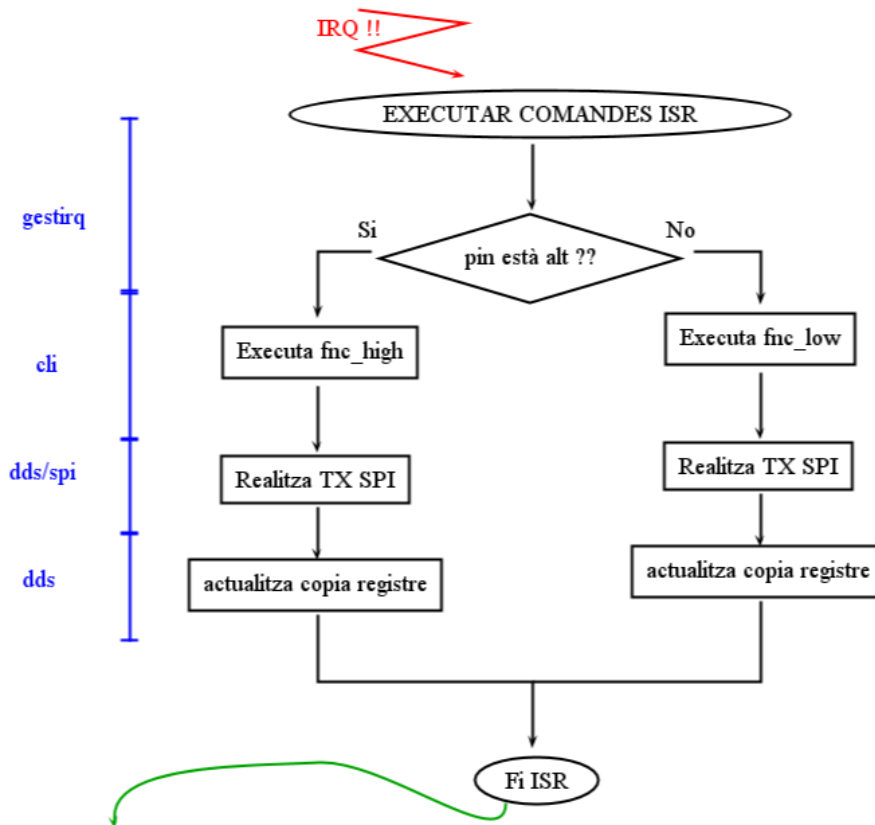 IRQ !!
EXECUTAR COMANDES ISR
gestirq
Si
No
pin està alt ??
Executa fnc_high
Executa fnc_low
cli
Realitza TX SPI
Realitza TX SPI
dds/spi
actualitza copia registre
actualitza copia registre
dds
Fi ISR